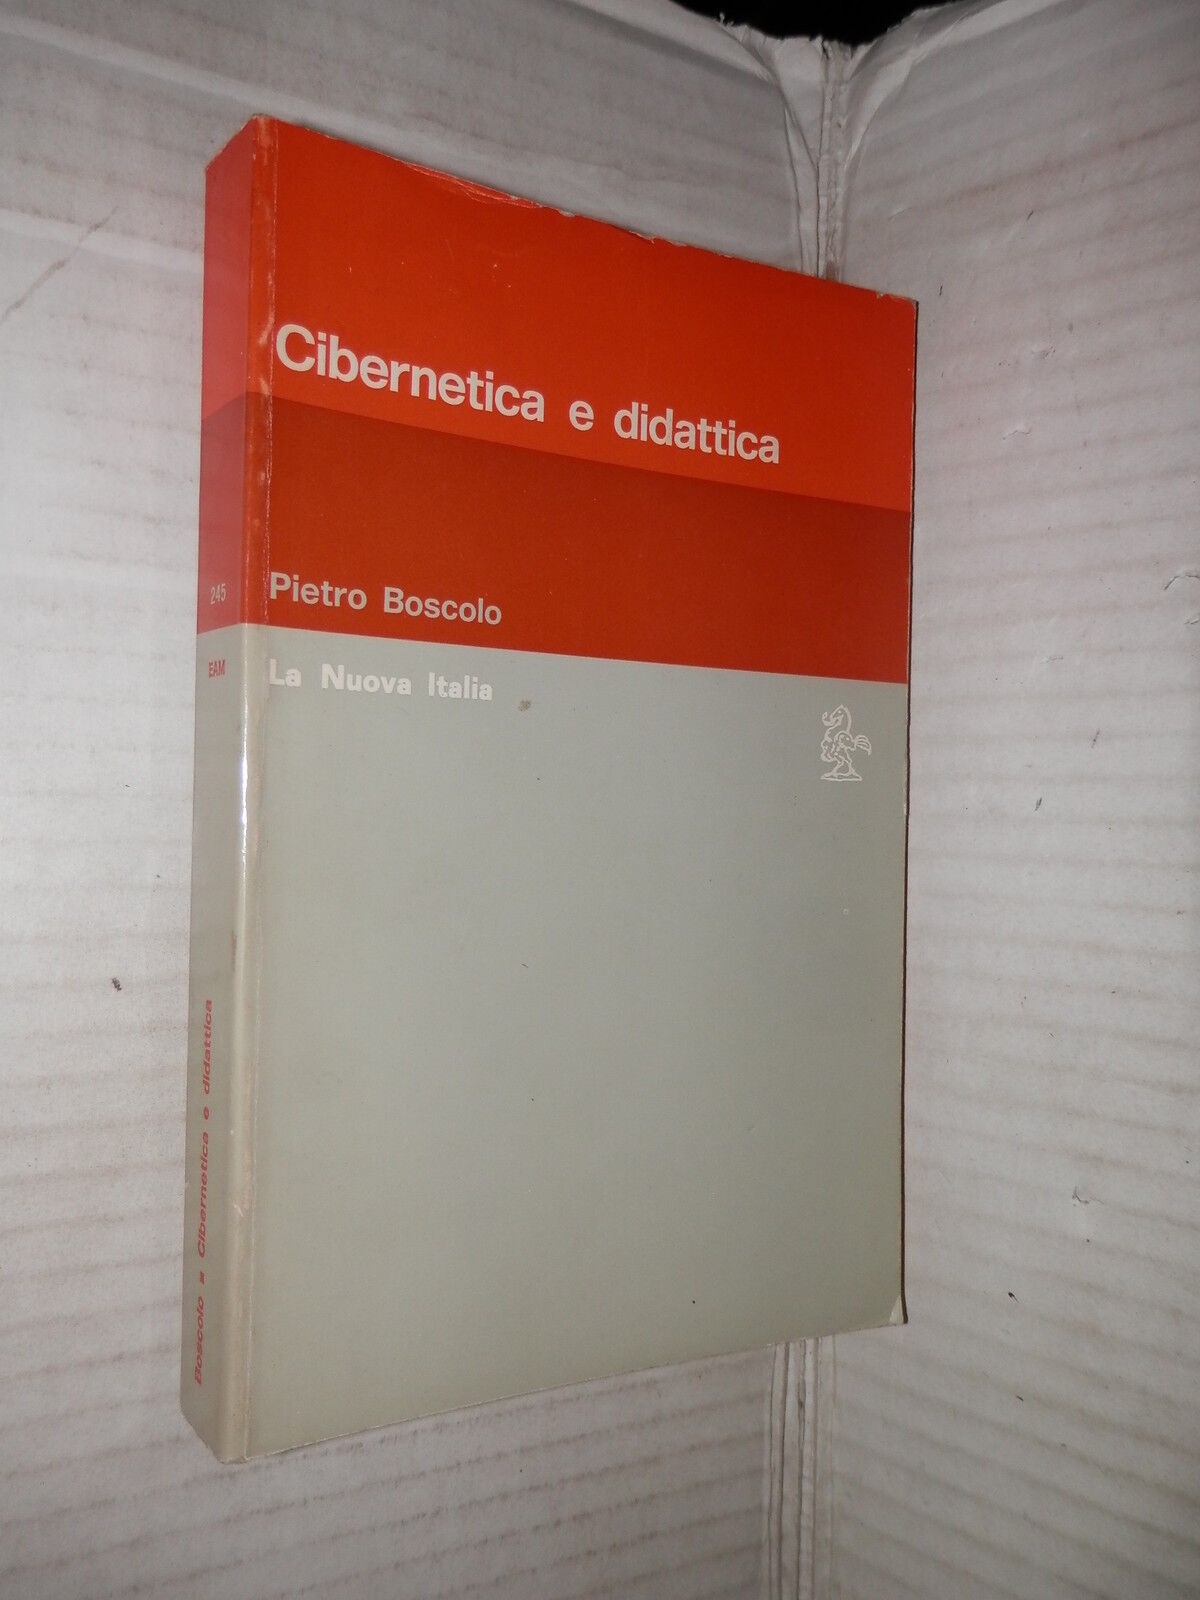 Cibernetica e didattica
Pietro Boscolo
La Nuova Italia
245
EAM
Boscolo ■ Cibernetica e didattica